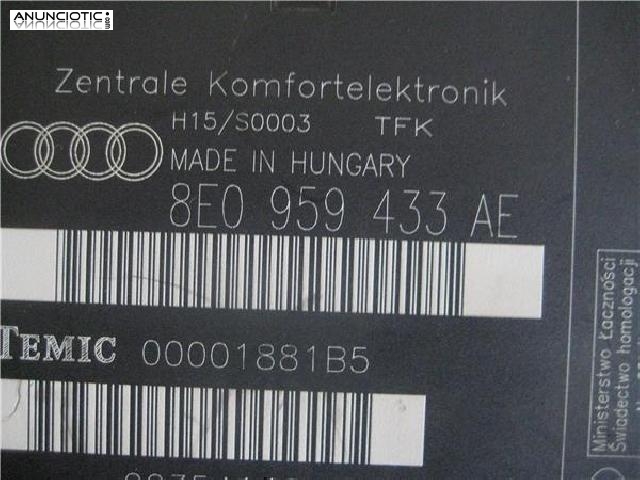 ANUNCIOTIC.COM
Zentrale Komfortelektronik
H15/S0003 TFK
MADE IN HUNGARY
8E0 959 433 AE
TEMIC 00001881B5
Ministerstwo Łączności
Świadectwo homologacji